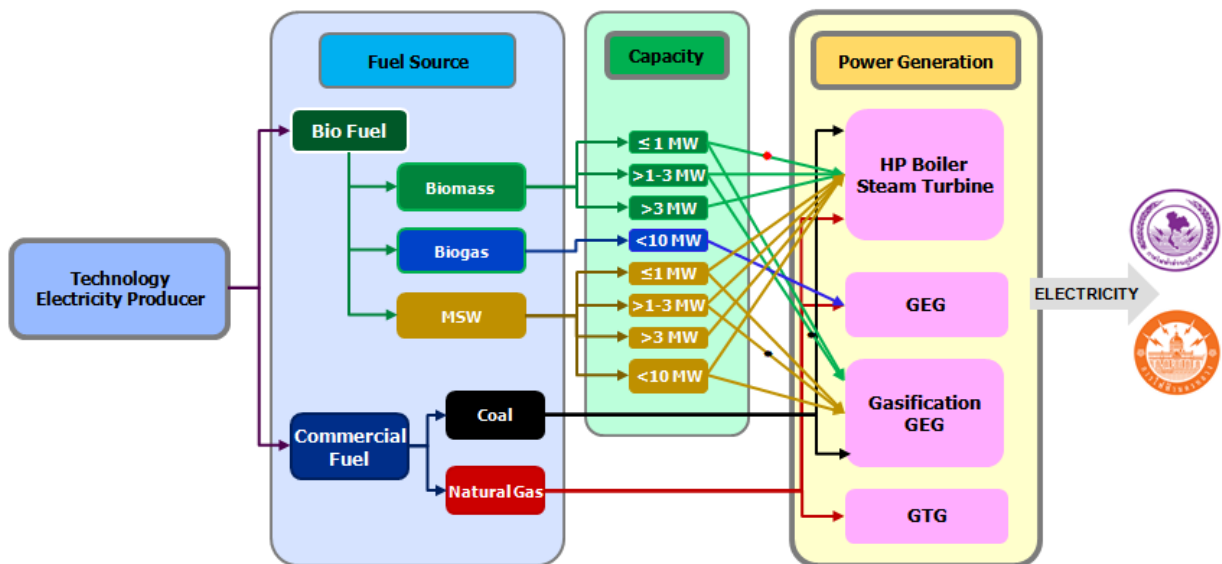 Fuel Source
Capacity
Power Generation
Bio Fuel
Biomass
Biogas
MSW
Technology
Electricity Producer
Commercial
Fuel
Coal
Natural Gas
≤ 1 MW
>1-3 MW
>3 MW
<10 MW
≤1 MW
>1-3 MW
>3 MW
<10 MW
HP Boiler
Steam Turbine
GEG
Gasification
GEG
GTG
ELECTRICITY